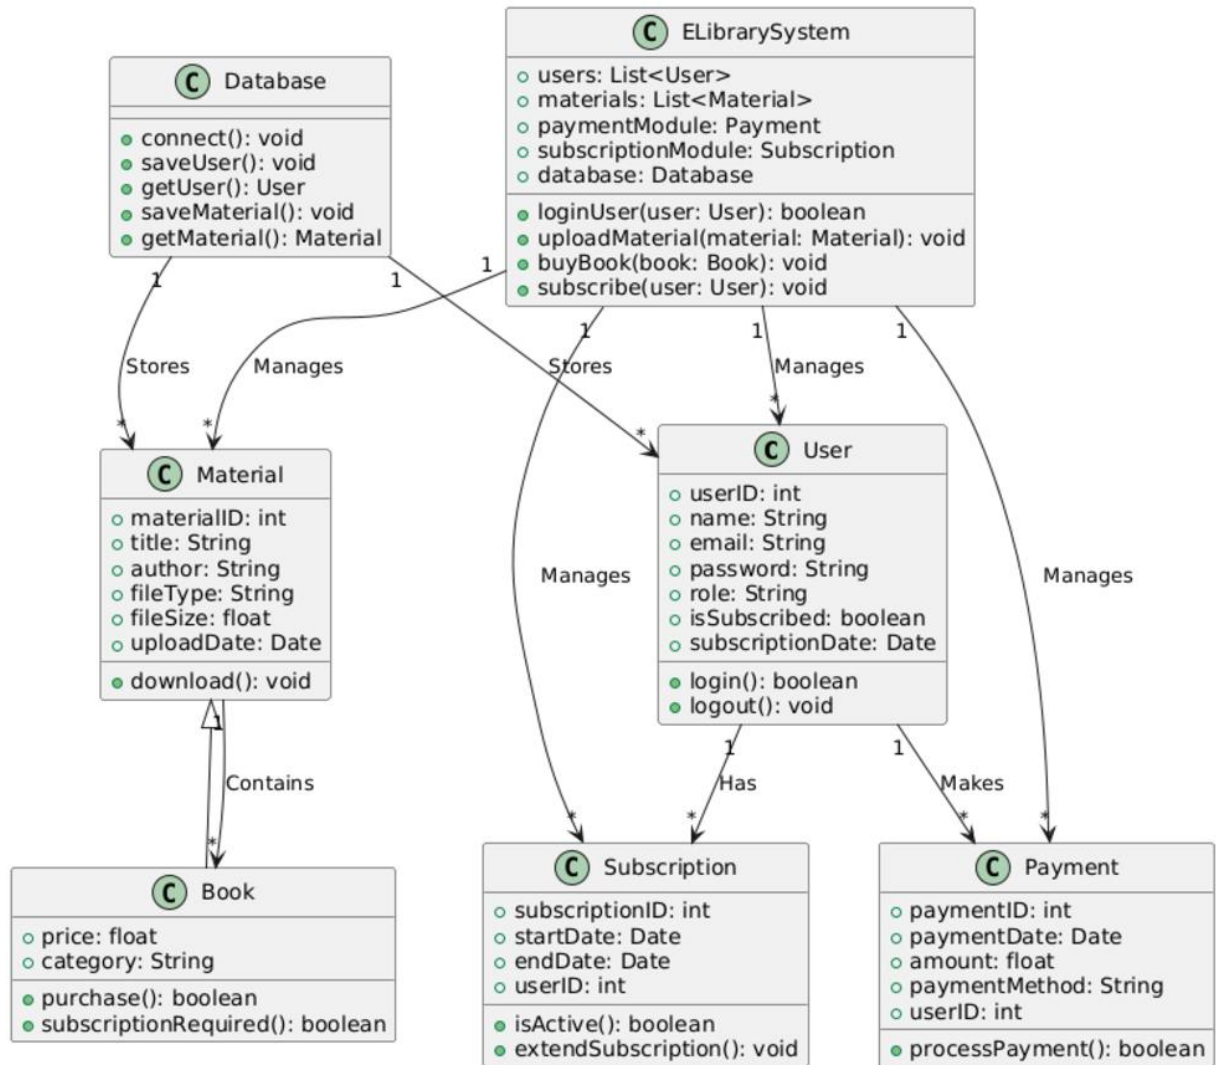 C Database
connect(): void
saveUser(): void
getUser(): User
saveMaterial(): void
getMaterial(): Material
C ELibrarySystem
users: List<User>
materials: List<Material>
paymentModule: Payment
subscriptionModule: Subscription
database: Database
loginUser(user: User): boolean
uploadMaterial(material: Material): void
buyBook(book: Book): void
subscribe(user: User): void
1
1
1
1
1
1
Stores
Manages
Stores
Manages
*
*
*
*
C Material
materialID: int
title: String
author: String
fileType: String
fileSize: float
uploadDate: Date
download(): void
C User
userID: int
name: String
email: String
password: String
role: String
isSubscribed: boolean
subscriptionDate: Date
login(): boolean
logout(): void
Manages
Manages
1
1
1
Contains
Has
Makes
*
*
*
*
*
C Book
price: float
category: String
purchase(): boolean
subscriptionRequired(): boolean
C Subscription
subscriptionID: int
startDate: Date
endDate: Date
userID: int
isActive(): boolean
extendSubscription(): void
C Payment
paymentID: int
paymentDate: Date
amount: float
paymentMethod: String
userID: int
processPayment(): boolean